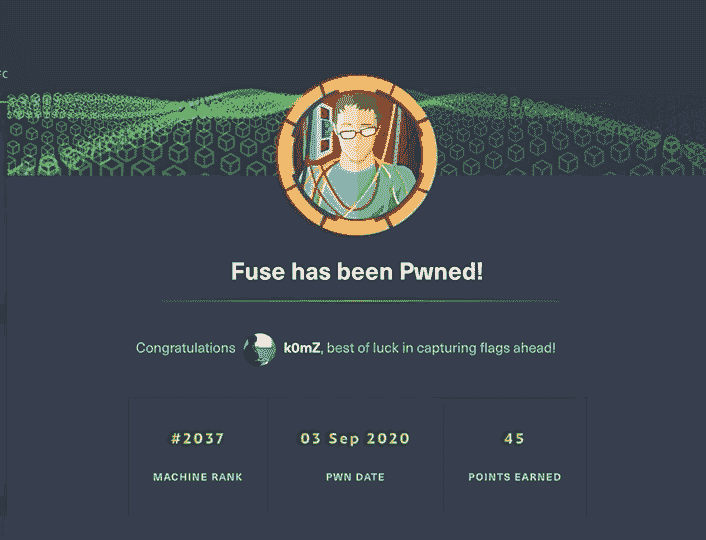 Fuse has been Pwned!
Congratulations k0mZ, best of luck in capturing flags ahead!
#2037 03 Sep 2020 45
MACHINE RANK PWN DATE POINTS EARNED